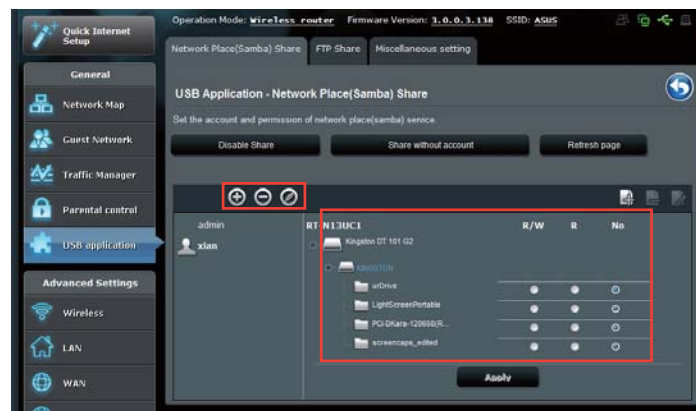 Quick Internet Setup
Operation Mode: Wireless router Firmware Version: 3.0.0.3.138 SSID: ASUS
Network Place(Samba) Share FTP Share Miscellaneous setting
General
USB Application - Network Place(Samba) Share
Network Map
Set the account and permission of network place(samba) service.
Guest Network
Disable Share Share without account Refresh page
Traffic Manager
Parental control
admin RT-N13UC1 R/W R No
USB application xian Kingston DT 101 G2
KINGSTON
Advanced Settings
urDrive
Wireless LightScreenPortable
PCI-DKara-120608(R...
LAN screencaps_edited
WAN Apply